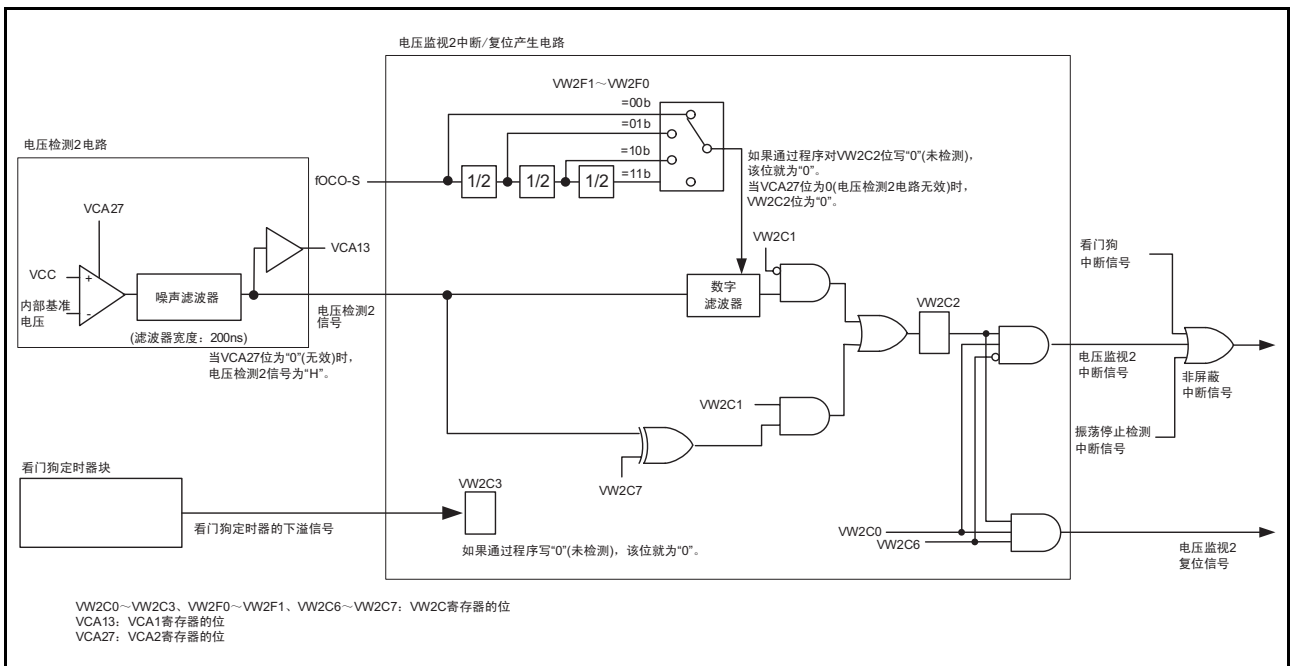 电压监视2中断/复位产生电路
VW2F1～VW2F0
=00b
=01b
=10b
=11b
fOCO-S
1/2
1/2
1/2
如果通过程序对VW2C2位写“0”(未检测)，
该位就为“0”。
当VCA27位为0(电压检测2电路无效)时，
VW2C2位为“0”。
电压检测2电路
VCA27
VCC
+
内部基准
电压
-
噪声滤波器
(滤波器宽度：200ns)
VCA13
电压检测2
信号
当VCA27位为“0”(无效)时，
电压检测2信号为“H”。
VW2C1
数字
滤波器
VW2C2
VW2C1
VW2C7
看门狗
中断信号
电压监视2
中断信号
非屏蔽
中断信号
振荡停止检测
中断信号
看门狗定时器块
看门狗定时器的下溢信号
VW2C3
如果通过程序写“0”(未检测)，该位就为“0”。
VW2C0
VW2C6
电压监视2
复位信号
VW2C0～VW2C3、VW2F0～VW2F1、VW2C6～VW2C7：VW2C寄存器的位
VCA13：VCA1寄存器的位
VCA27：VCA2寄存器的位